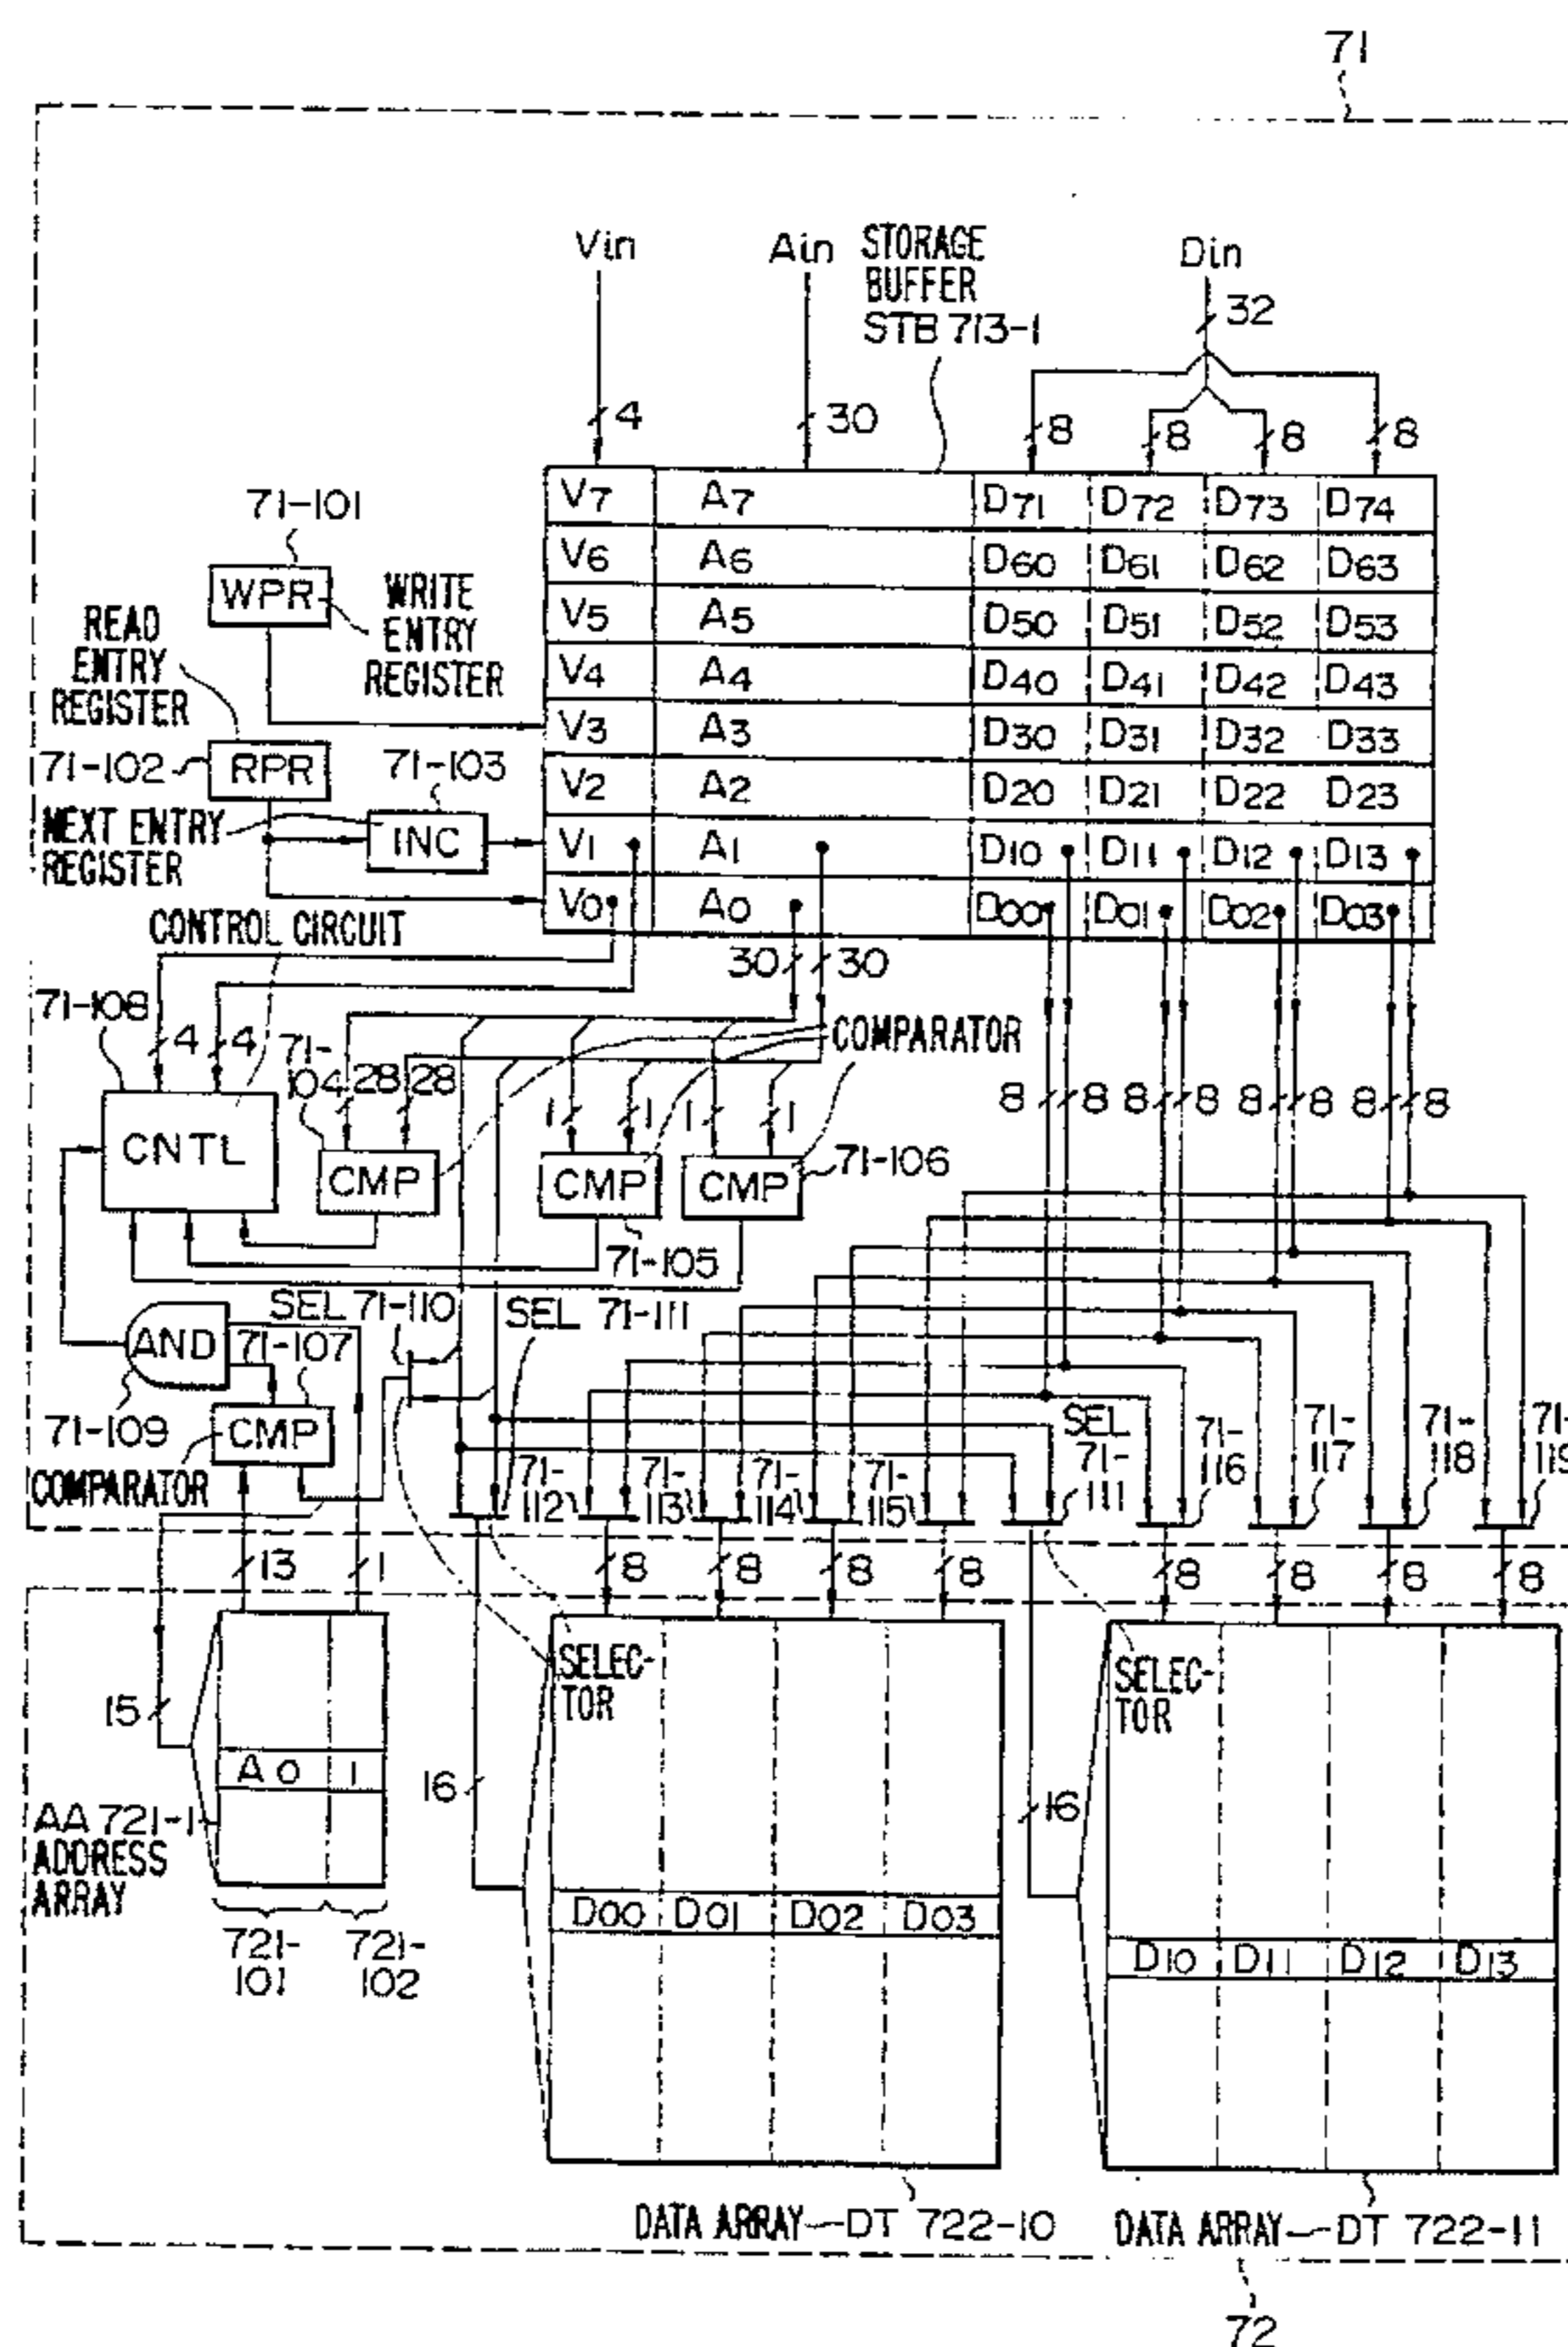 71
Vin
Ain
STORAGE
BUFFER
STB 713-1
Din
32
4
30
8
8
8
8
71-101
WPR
WRITE
ENTRY
REGISTER
READ
ENTRY
REGISTER
71-102
RPR
71-103
NEXT ENTRY
REGISTER
INC
V7 A7 D71 D72 D73 D74
V6 A6 D60 D61 D62 D63
V5 A5 D50 D51 D52 D53
V4 A4 D40 D41 D42 D43
V3 A3 D30 D31 D32 D33
V2 A2 D20 D21 D22 D23
V1 A1 D10 D11 D12 D13
V0 A0 D00 D01 D02 D03
CONTROL CIRCUIT
30 30
71-108
4 4
71-
104
28 28
COMPARATOR
1 1 1 1
8 8 8 8 8 8 8 8
CNTL
CMP
CMP
CMP
71-106
71-105
SEL 71-110
SEL 71-111
AND
71-107
71-109
CMP
COMPARATOR
71-
112
71-
113
71-
114
71-
115
SEL
71-
111
71-
116
71-
117
71-
118
71-
119
13 1
8 8 8 8
8 8 8 8
15
SELEC-
TOR
SELEC-
TOR
16
16
A0 1
AA 721-1
ADDRESS
ARRAY
721-
101
721-
102
D00 D01 D02 D03
D10 D11 D12 D13
DATA ARRAY DT 722-10
DATA ARRAY DT 722-11
72